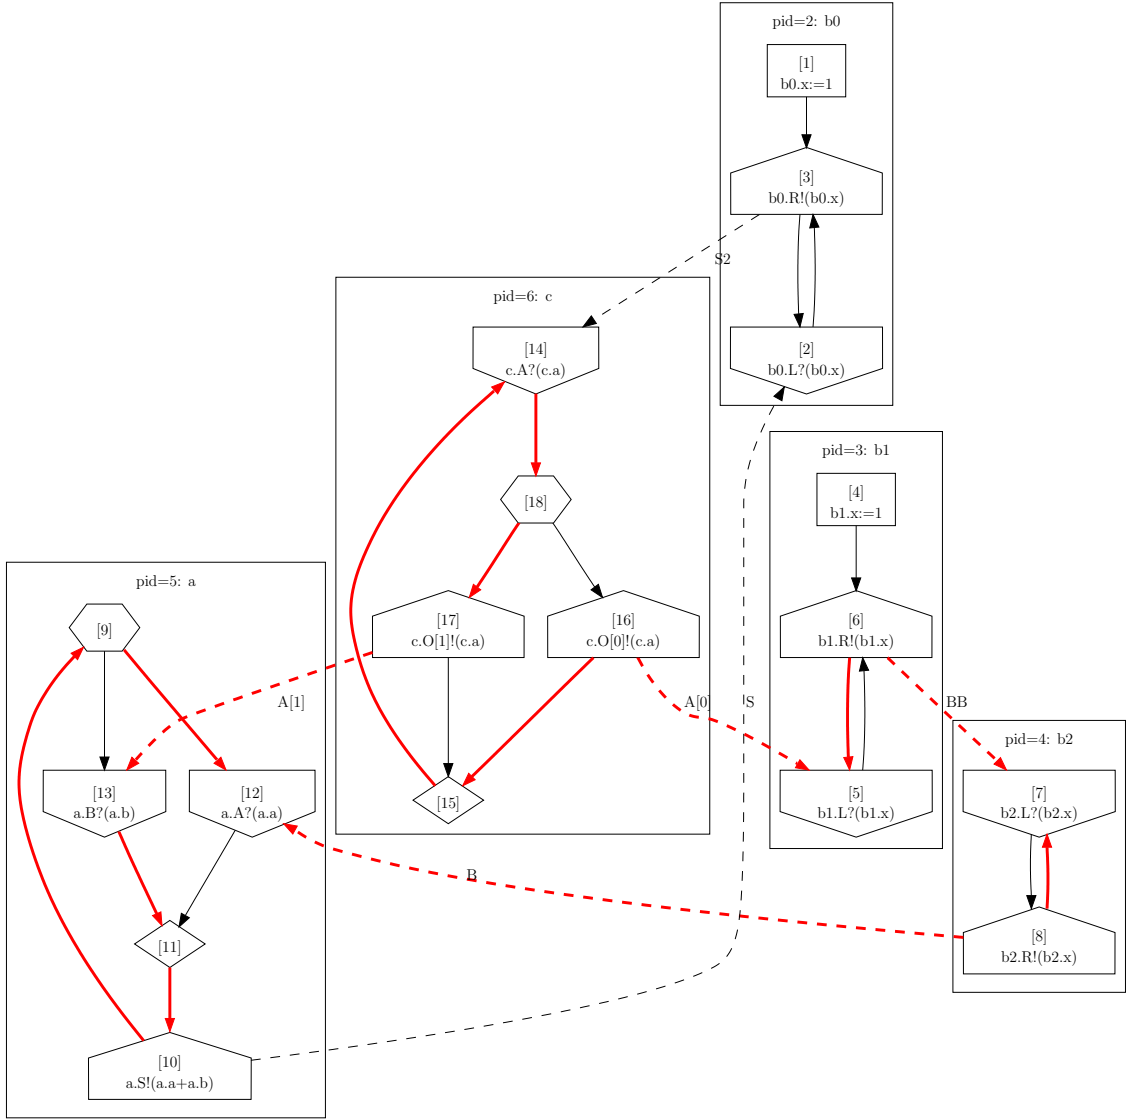 pid=2: b0
[1]
b0.x:=1
[3]
b0.R!(b0.x)
S2
[2]
b0.L?(b0.x)
pid=6: c
[14]
c.A?(c.a)
[18]
[17]
c.O[1]!(c.a)
[16]
c.O[0]!(c.a)
[15]
pid=3: b1
[4]
b1.x:=1
[6]
b1.R!(b1.x)
[5]
b1.L?(b1.x)
A[1]
A[0]
S
BB
pid=5: a
[9]
[13]
a.B?(a.b)
[12]
a.A?(a.a)
[11]
[10]
a.S!(a.a+a.b)
B
pid=4: b2
[7]
b2.L?(b2.x)
[8]
b2.R!(b2.x)